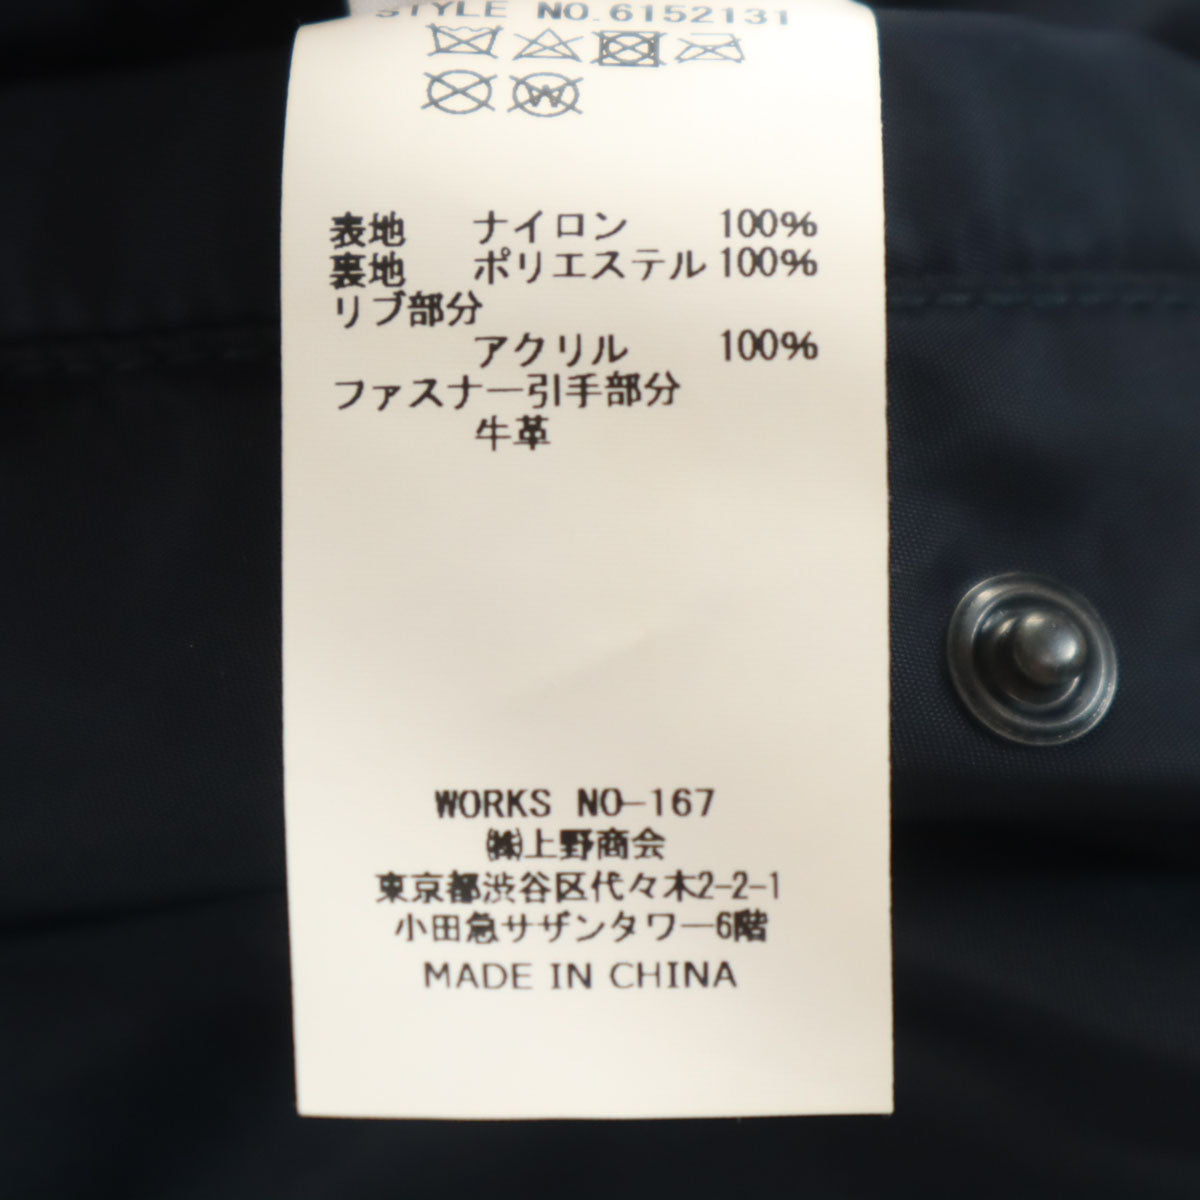 STYLE NO.6152131
W
表地 ナイロン 100%
裏地 ポリエステル 100%
リブ部分
アクリル 100%
ファスナー引手部分
牛革
WORKS NO-167
㈱上野商会
東京都渋谷区代々木2-2-1
小田急サザンタワー6階
MADE IN CHINA